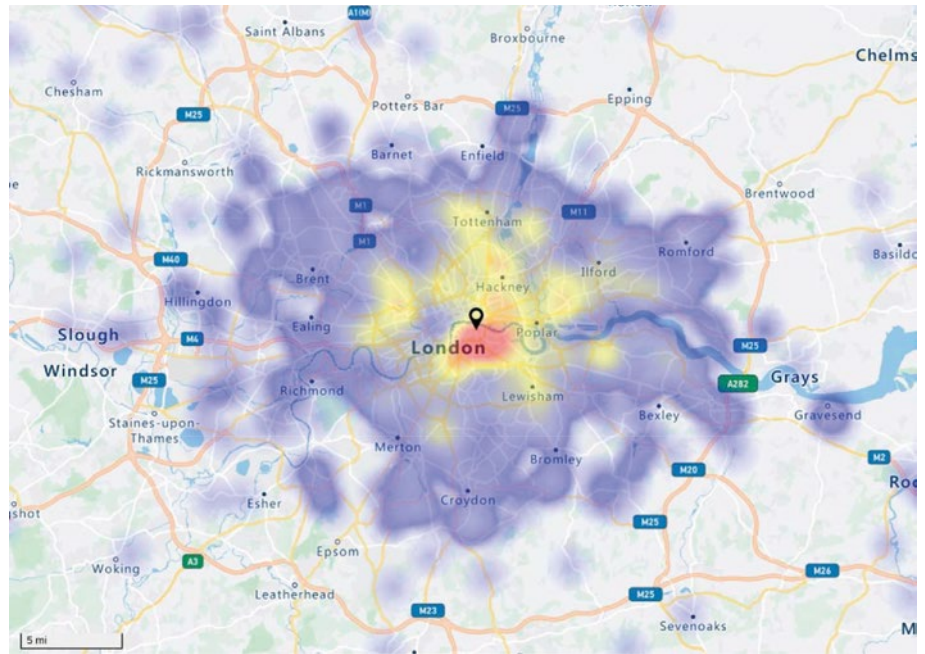 A1(M)
Saint Albans
Broxbourne
Chelms
Chesham
Potters Bar
Epping
M25
M25
Barnet
Enfield
Rickmansworth
Brentwood
M1
M11
Tottenham
M1
Romford
Basildo
M40
Ilford
Brent
Hackney
Hillingdon
Ealing
Poplar
Slough
M4
London
M25
Windsor
M25
Grays
A282
Richmond
Lewisham
Staines-upon-
Thames
Bexley
Gravesend
Merton
M2
Bromley
M20
Roc
Croydon
Esher
gshot
M25
Epsom
A3
Woking
M26
Leatherhead
M25
M23
Sevenoaks
M
5 mi